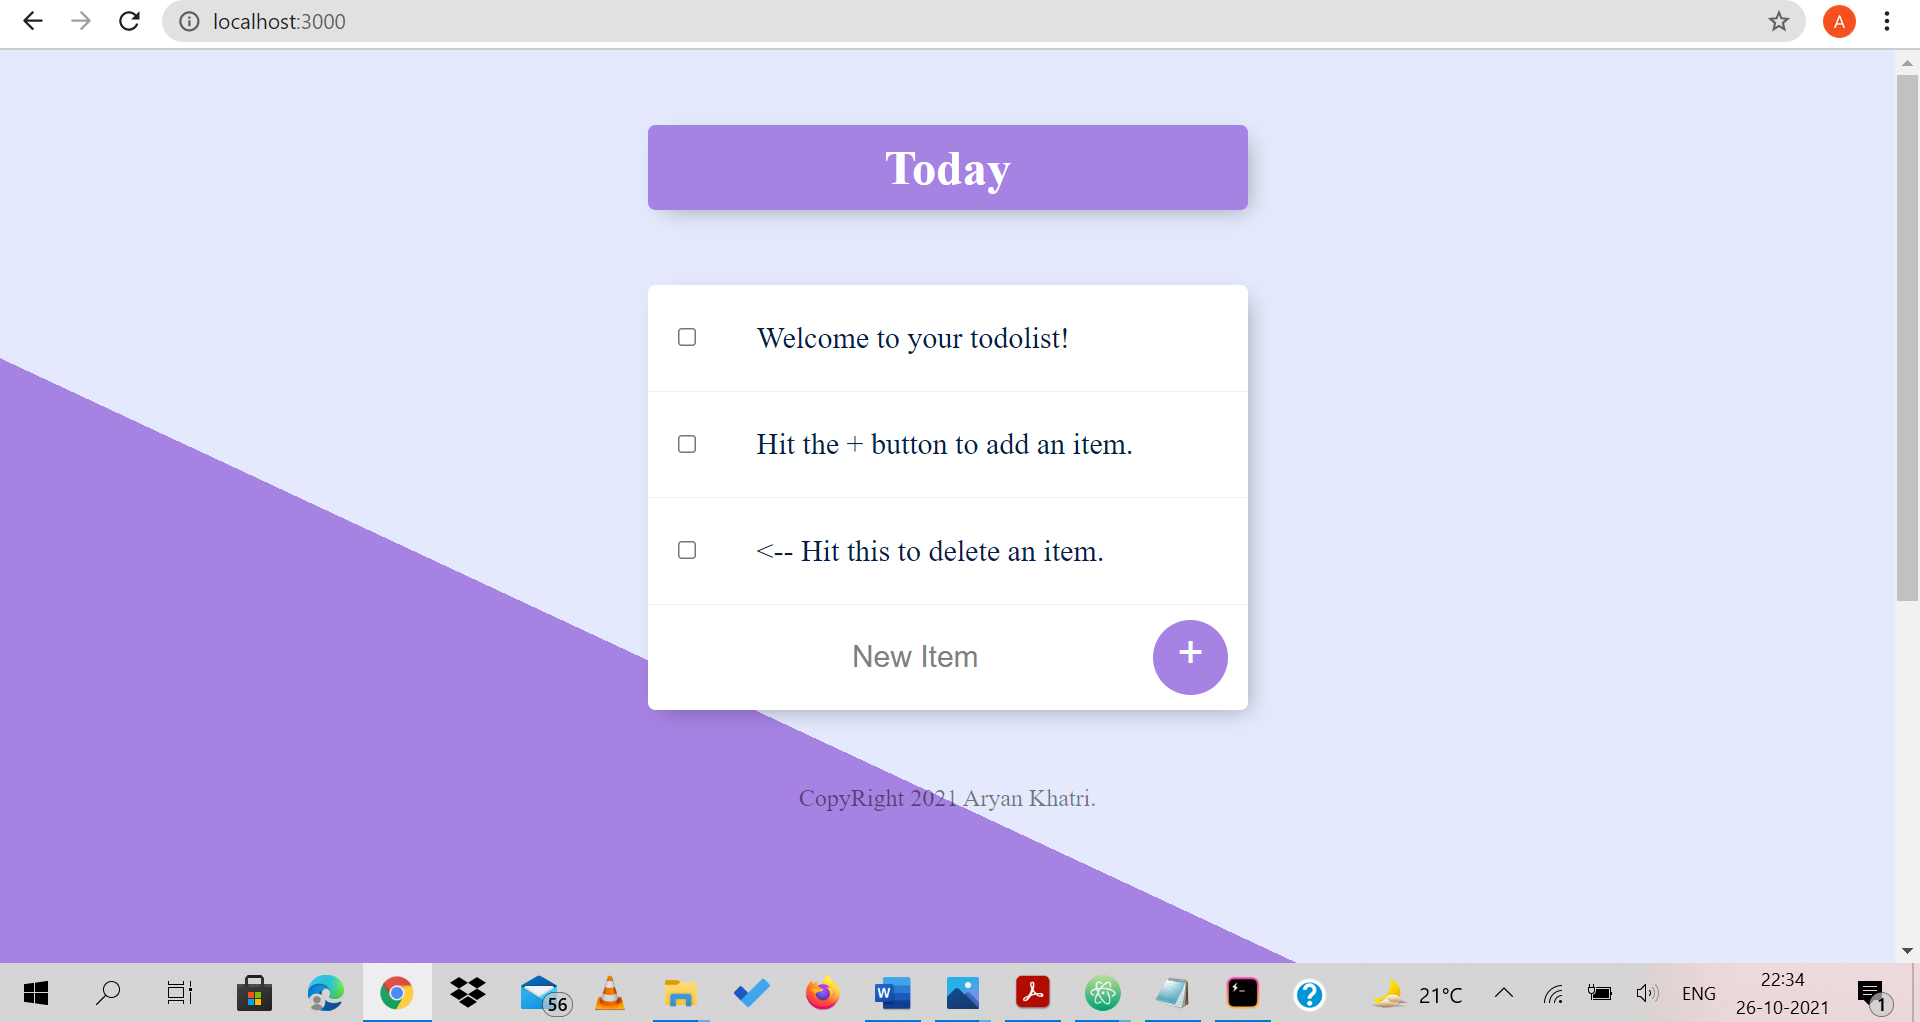 localhost:3000
A
Today
Welcome to your todolist!
Hit the + button to add an item.
<-- Hit this to delete an item.
New Item
+
CopyRight 2021 Aryan Khatri.
56
W
21°C
ENG
22:34
26-10-2021
1